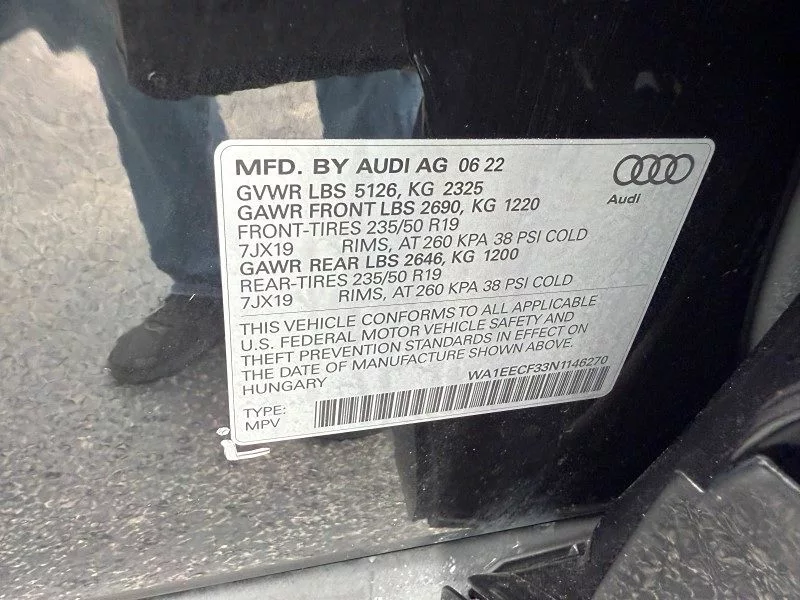 MFD. BY AUDI AG 06 22
Audi
GVWR LBS 5126, KG 2325
GAWR FRONT LBS 2690, KG 1220
FRONT-TIRES 235/50 R19
7JX19 RIMS, AT 260 KPA 38 PSI COLD
GAWR REAR LBS 2646, KG 1200
REAR-TIRES 235/50 R19
7JX19 RIMS, AT 260 KPA 38 PSI COLD
THIS VEHICLE CONFORMS TO ALL APPLICABLE
U.S. FEDERAL MOTOR VEHICLE SAFETY AND
THEFT PREVENTION STANDARDS IN EFFECT ON
THE DATE OF MANUFACTURE SHOWN ABOVE.
HUNGARY WA1EECF33N1146270
TYPE:
MPV